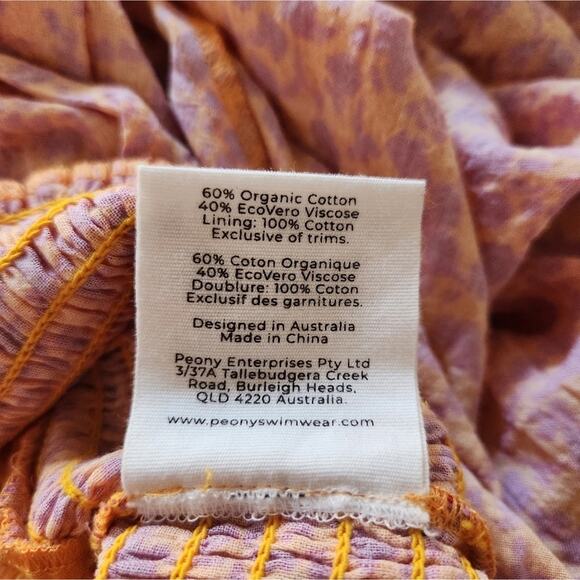 60% Organic Cotton
40% EcoVero Viscose
Lining: 100% Cotton
Exclusive of trims.
60% Coton Organique
40% EcoVero Viscose
Doublure: 100% Coton
Exclusif des garnitures.
Designed in Australia
Made in China
Peony Enterprises Pty Ltd
3/37A Tallebudgera Creek
Road, Burleigh Heads,
QLD 4220 Australia.
www.peonyswimwear.com